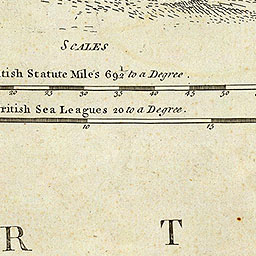 SCALES
tish Statute Miles 69½ to a Degree.
20 25 30 35 40 45 50
ritish Sea Leagues 20 to a Degree.
10 15
R T